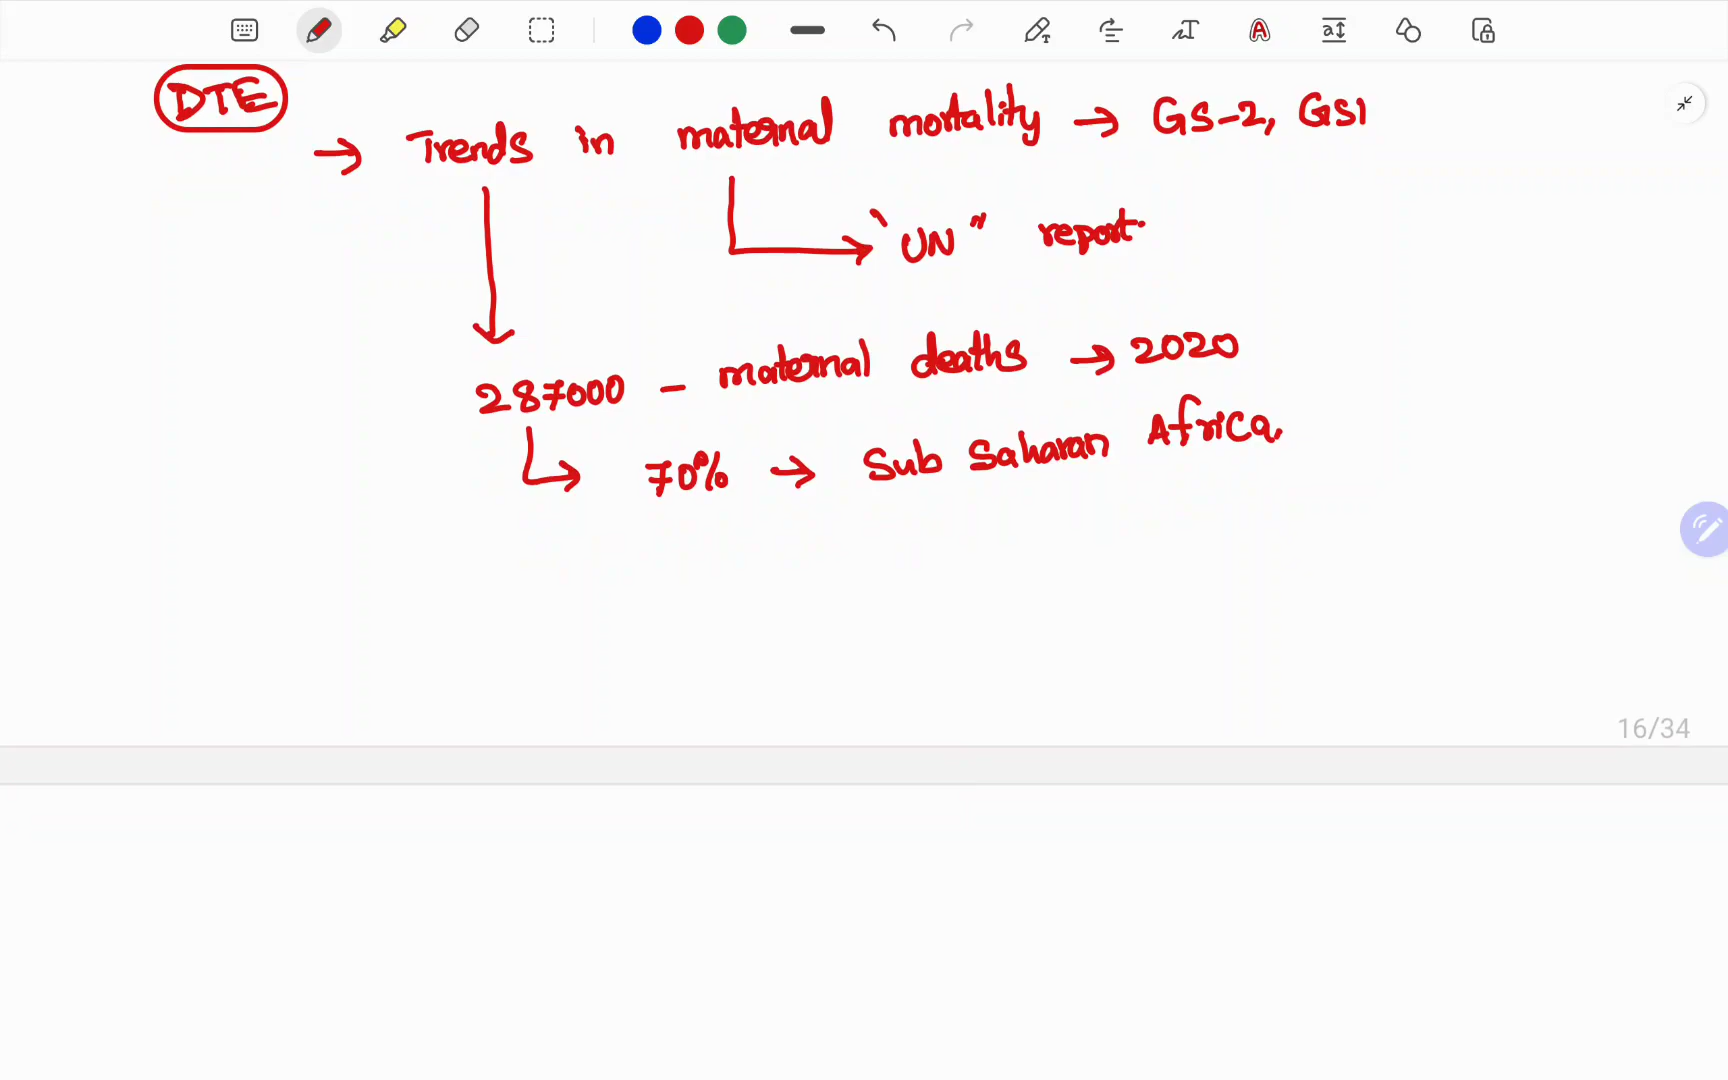 DTE
→ Trends in maternal mortality → GS-2, GS1
"UN" report.
287000 - maternal deaths → 2020
70% → Sub Saharan Africa.
16/34